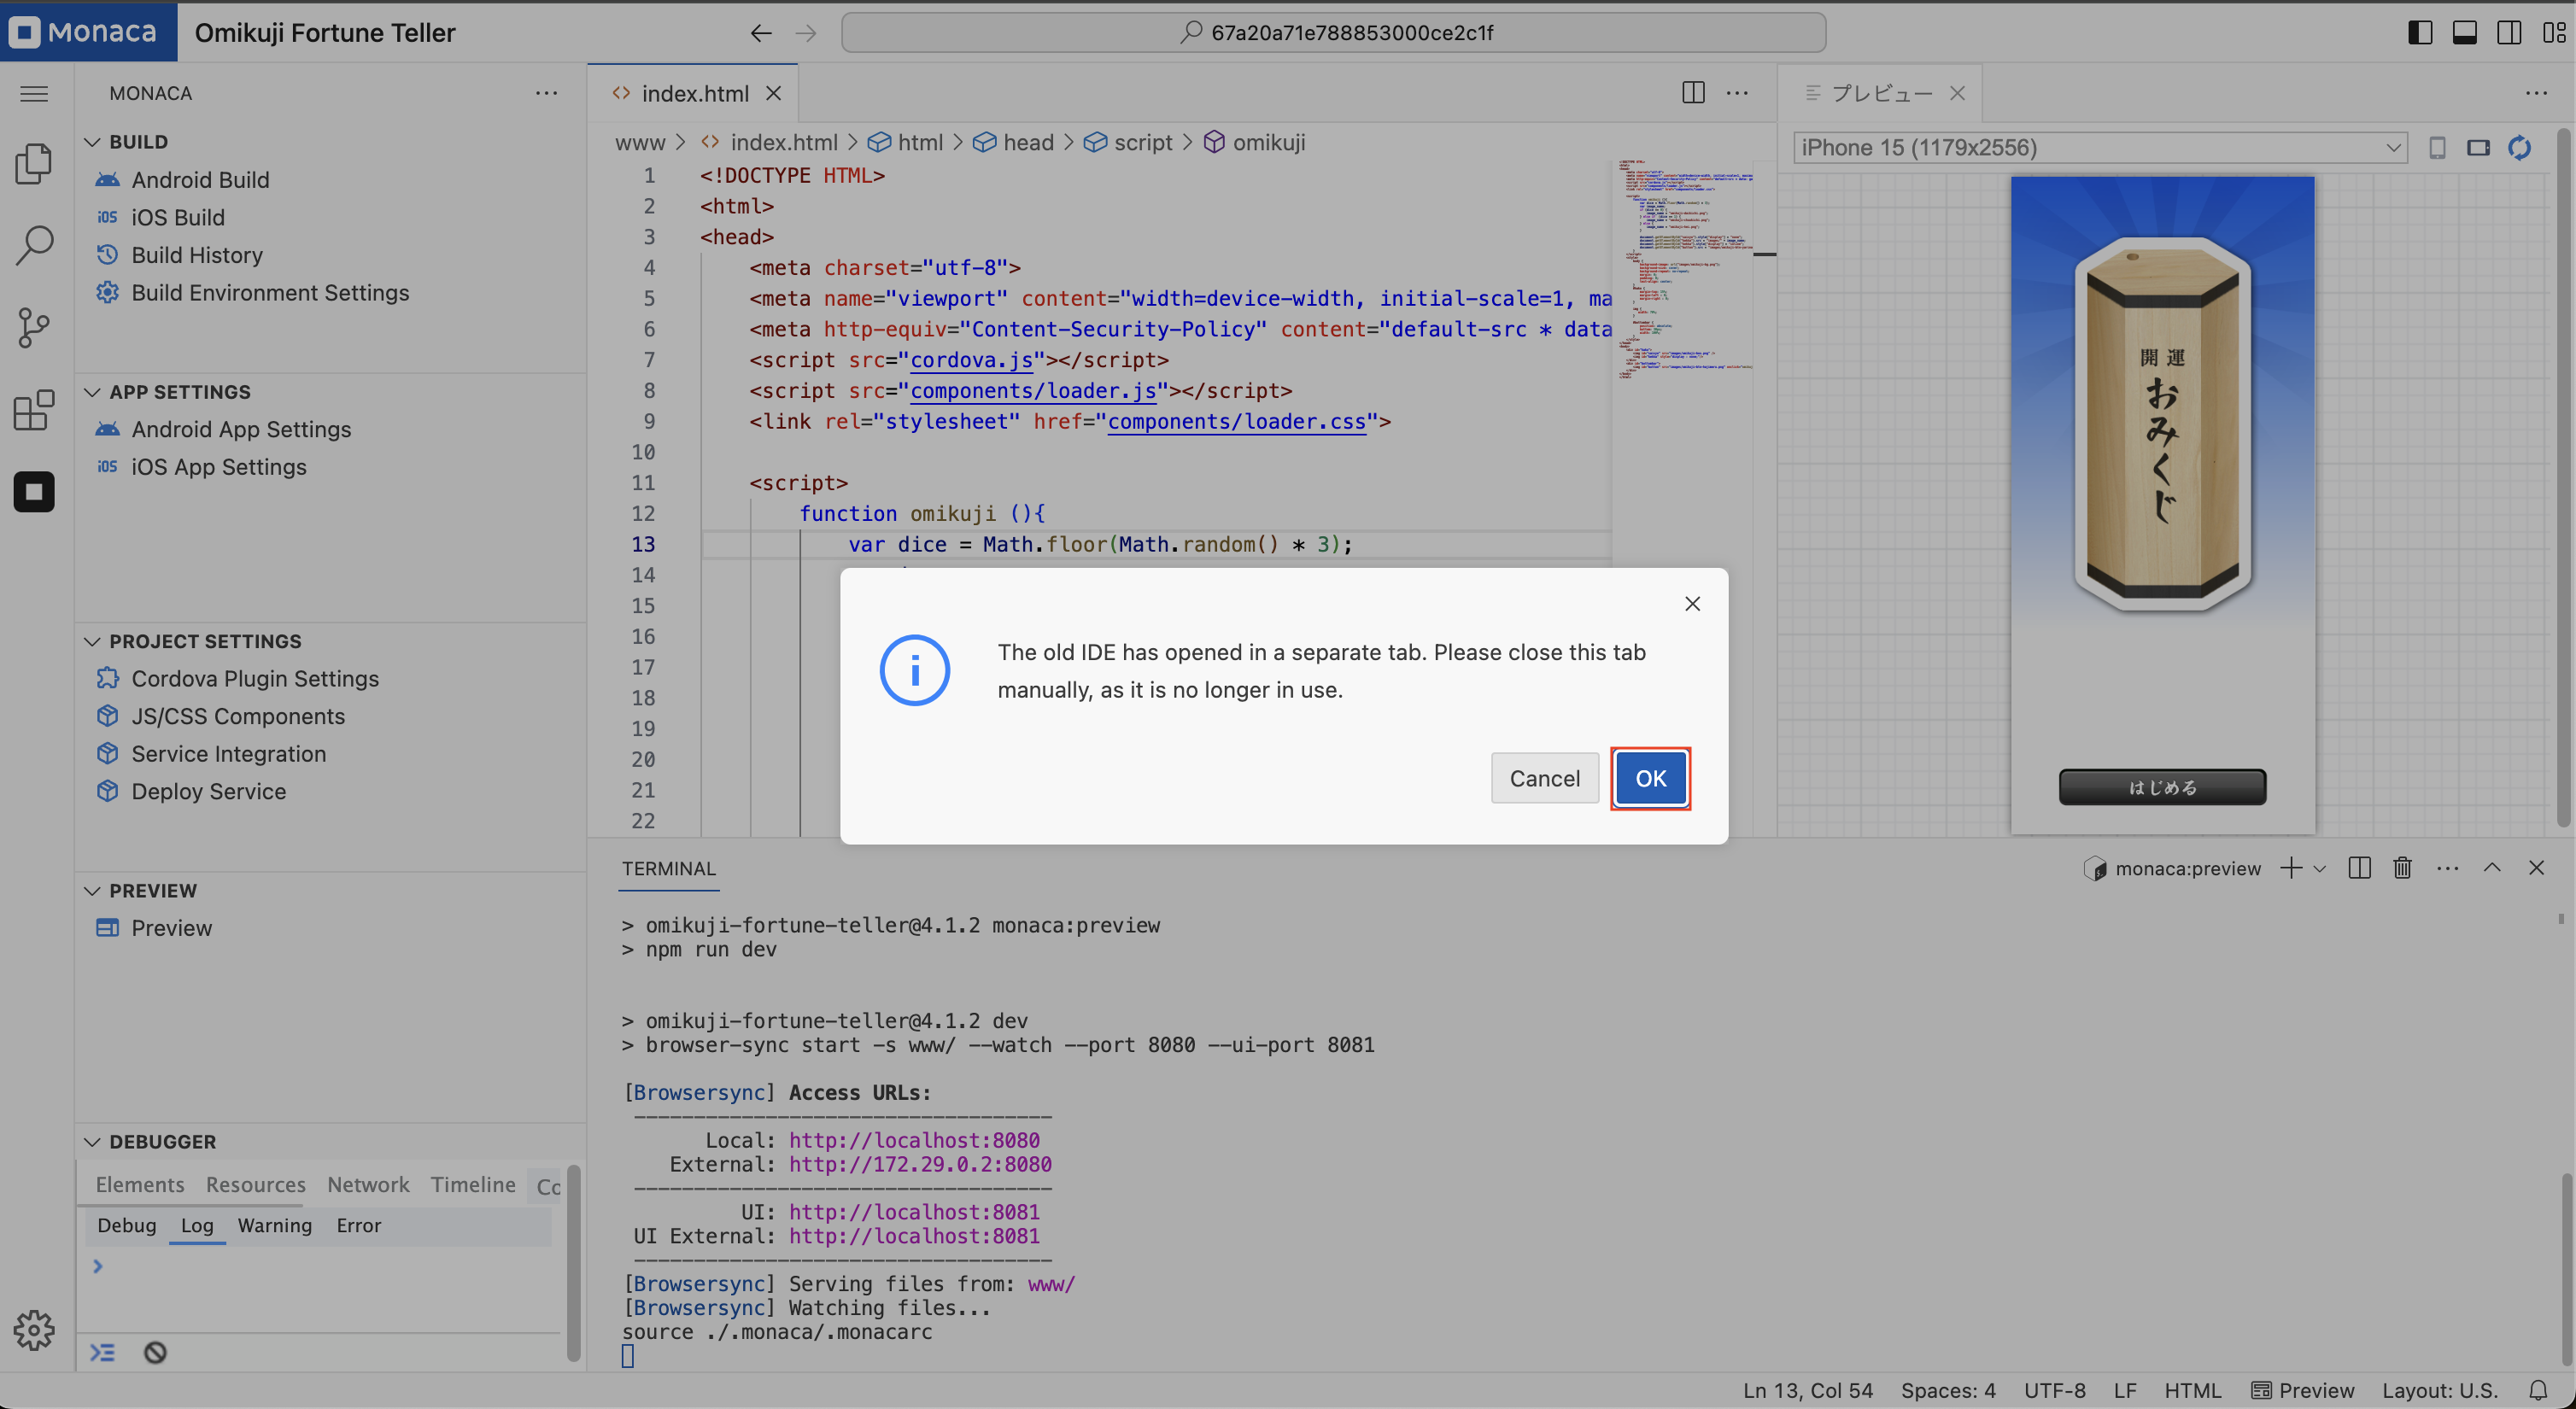 Monaca
Omikuji Fortune Teller
67a20a71e788853000ce2c1f
MONACA
BUILD
Android Build
iOS Build
Build History
Build Environment Settings
APP SETTINGS
Android App Settings
iOS App Settings
PROJECT SETTINGS
Cordova Plugin Settings
JS/CSS Components
Service Integration
Deploy Service
PREVIEW
Preview
DEBUGGER
Elements Resources Network Timeline Co
Debug Log Warning Error
index.html
www > index.html > html > head > script > omikuji
1 <!DOCTYPE HTML>
2 <html>
3 <head>
4 <meta charset="utf-8">
5 <meta name="viewport" content="width=device-width, initial-scale=1, ma
6 <meta http-equiv="Content-Security-Policy" content="default-src * data
7 <script src="cordova.js"></script>
8 <script src="components/loader.js"></script>
9 <link rel="stylesheet" href="components/loader.css">
10
11 <script>
12 function omikuji (){
13 var dice = Math.floor(Math.random() * 3);
14
15
16
17
18
19
20
21
22
The old IDE has opened in a separate tab. Please close this tab
manually, as it is no longer in use.
Cancel OK
プレビュー
iPhone 15 (1179x2556)
開運
おみくじ
はじめる
TERMINAL
monaca:preview
> omikuji-fortune-teller@4.1.2 monaca:preview
> npm run dev
> omikuji-fortune-teller@4.1.2 dev
> browser-sync start -s www/ --watch --port 8080 --ui-port 8081
[Browsersync] Access URLs:
-----------------------------------
Local: http://localhost:8080
External: http://172.29.0.2:8080
-----------------------------------
UI: http://localhost:8081
UI External: http://localhost:8081
-----------------------------------
[Browsersync] Serving files from: www/
[Browsersync] Watching files...
source ./.monaca/.monacarc
Ln 13, Col 54 Spaces: 4 UTF-8 LF HTML Preview Layout: U.S.